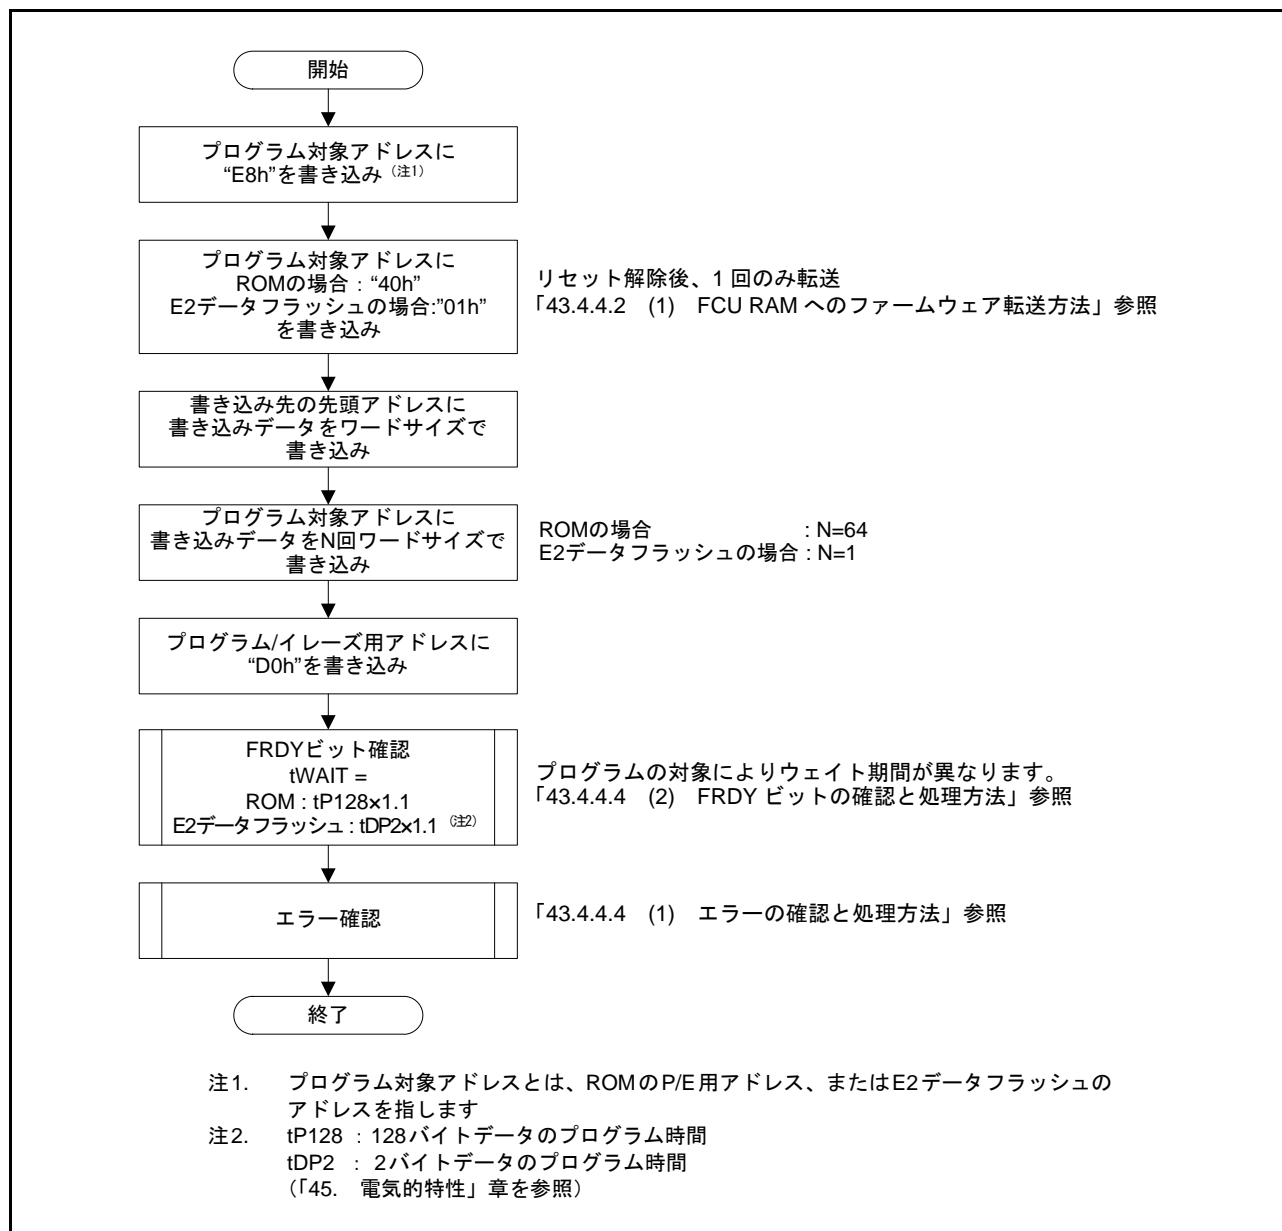 開始
プログラム対象アドレスに
“E8h”を書き込み（注1）
プログラム対象アドレスに
ROMの場合：“40h”
E2データフラッシュの場合:”01h”
を書き込み
リセット解除後、1 回のみ転送
「43.4.4.2　(1)　FCU RAM へのファームウェア転送方法」参照
書き込み先の先頭アドレスに
書き込みデータをワードサイズで
書き込み
プログラム対象アドレスに
書き込みデータをN回ワードサイズで
書き込み
ROMの場合　　　　　　　: N=64
E2データフラッシュの場合 : N=1
プログラム/イレーズ用アドレスに
“D0h”を書き込み
FRDYビット確認
tWAIT =
ROM : tP128×1.1
E2データフラッシュ : tDP2×1.1（注2）
プログラムの対象によりウェイト期間が異なります。
「43.4.4.4　(2)　FRDY ビットの確認と処理方法」参照
エラー確認
「43.4.4.4　(1)　エラーの確認と処理方法」参照
終了
注1.　プログラム対象アドレスとは、ROMのP/E用アドレス、またはE2データフラッシュの
アドレスを指します
注2.　tP128 ：128バイトデータのプログラム時間
tDP2 ：2バイトデータのプログラム時間
（「45.　電気的特性」章を参照）